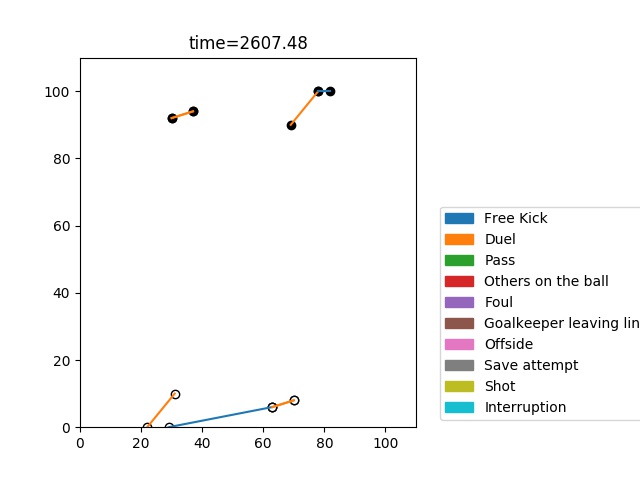 time=2607.48
100
80
60
40
20
0
0 20 40 60 80 100
Free Kick
Duel
Pass
Others on the ball
Foul
Goalkeeper leaving lin
Offside
Save attempt
Shot
Interruption